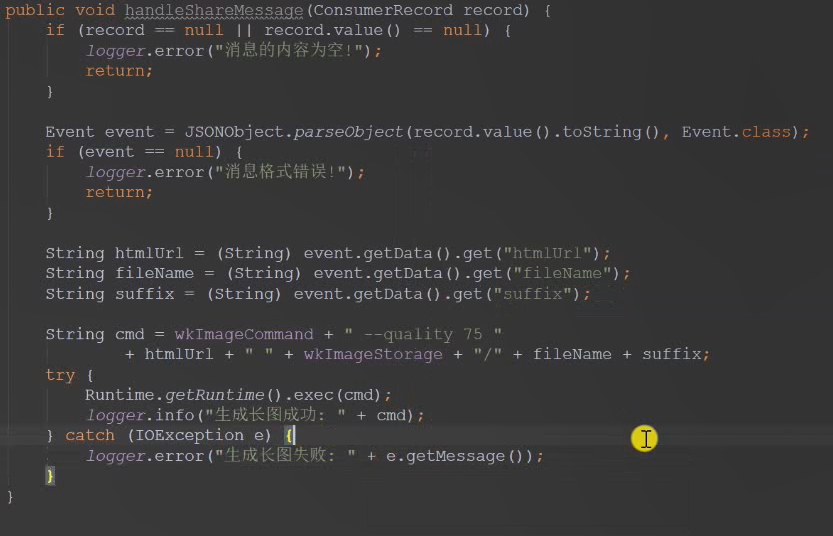 public void handleShareMessage(ConsumerRecord record) {
if (record == null || record.value() == null) {
logger.error("消息的内容为空!");
return;
}
Event event = JSONObject.parseObject(record.value().toString(), Event.class);
if (event == null) {
logger.error("消息格式错误!");
return;
}
String htmlUrl = (String) event.getData().get("htmlUrl");
String fileName = (String) event.getData().get("fileName");
String suffix = (String) event.getData().get("suffix");
String cmd = wkImageCommand + " --quality 75 "
+ htmlUrl + " " + wkImageStorage + "/" + fileName + suffix;
try {
Runtime.getRuntime().exec(cmd);
logger.info("生成长图成功: " + cmd);
} catch (IOException e) {
logger.error("生成长图失败: " + e.getMessage());
}
}